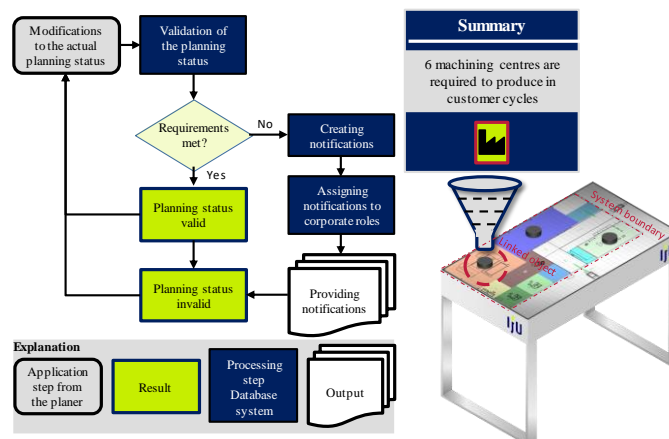 Modifications
to the actual
planning status
Validation of
the planning
status
Requirements
met?
No
Yes
Creating
notifications
Assigning
notifications to
corporate roles
Providing
notifications
Planning status
valid
Planning status
invalid
Summary
6 machining centres are
required to produce in
customer cycles
System boundary
Linked object
Explanation
Application
step from
the planer
Result
Processing
step
Database
system
Output